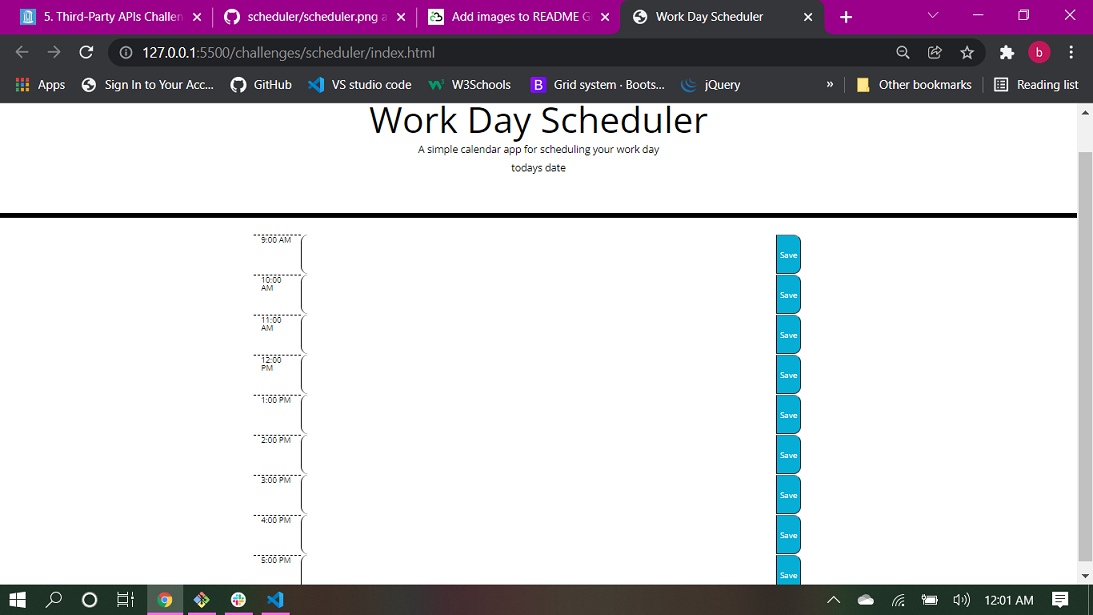 5. Third-Party APIs Challen
scheduler/scheduler.png a
Add images to README G
Work Day Scheduler
127.0.0.1:5500/challenges/scheduler/index.html
b
Apps
Sign In to Your Acc...
GitHub
VS studio code
W3Schools
B
Grid system · Boots...
jQuery
»
Other bookmarks
Reading list
Work Day Scheduler
A simple calendar app for scheduling your work day
todays date
9:00 AM
Save
10:00
AM
Save
11:00
AM
Save
12:00
PM
Save
1:00 PM
Save
2:00 PM
Save
3:00 PM
Save
4:00 PM
Save
5:00 PM
Save
12:01 AM